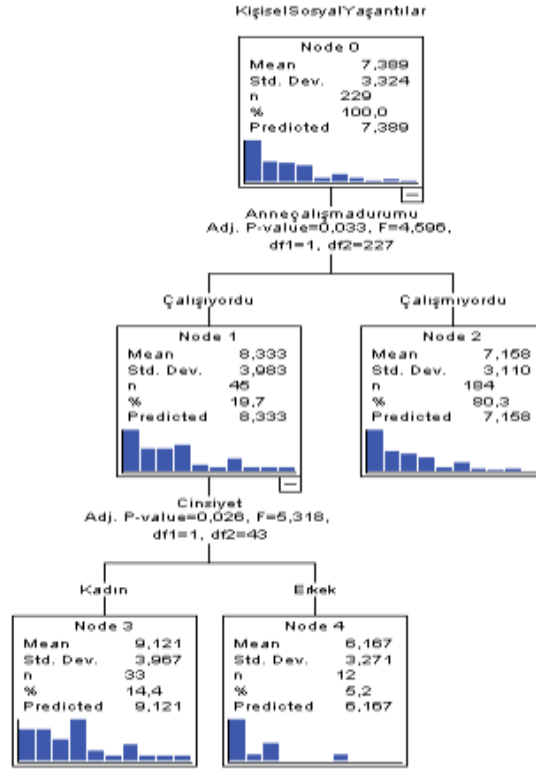 KişiselSosyalYaşantılar
Node 0
Mean 7,389
Std. Dev. 3,324
n 229
% 100,0
Predicted 7,389
Anneçalışmadurumu
Adj. P-value=0,033, F=4,596,
df1=1, df2=227
Çalışıyordu
Çalışmıyordu
Node 1
Mean 8,333
Std. Dev. 3,983
n 45
% 19,7
Predicted 8,333
Node 2
Mean 7,158
Std. Dev. 3,110
n 184
% 80,3
Predicted 7,158
Cinsiyet
Adj. P-value=0,026, F=5,318,
df1=1, df2=43
Kadın
Erkek
Node 3
Mean 9,121
Std. Dev. 3,967
n 33
% 14,4
Predicted 9,121
Node 4
Mean 6,167
Std. Dev. 3,271
n 12
% 5,2
Predicted 6,167